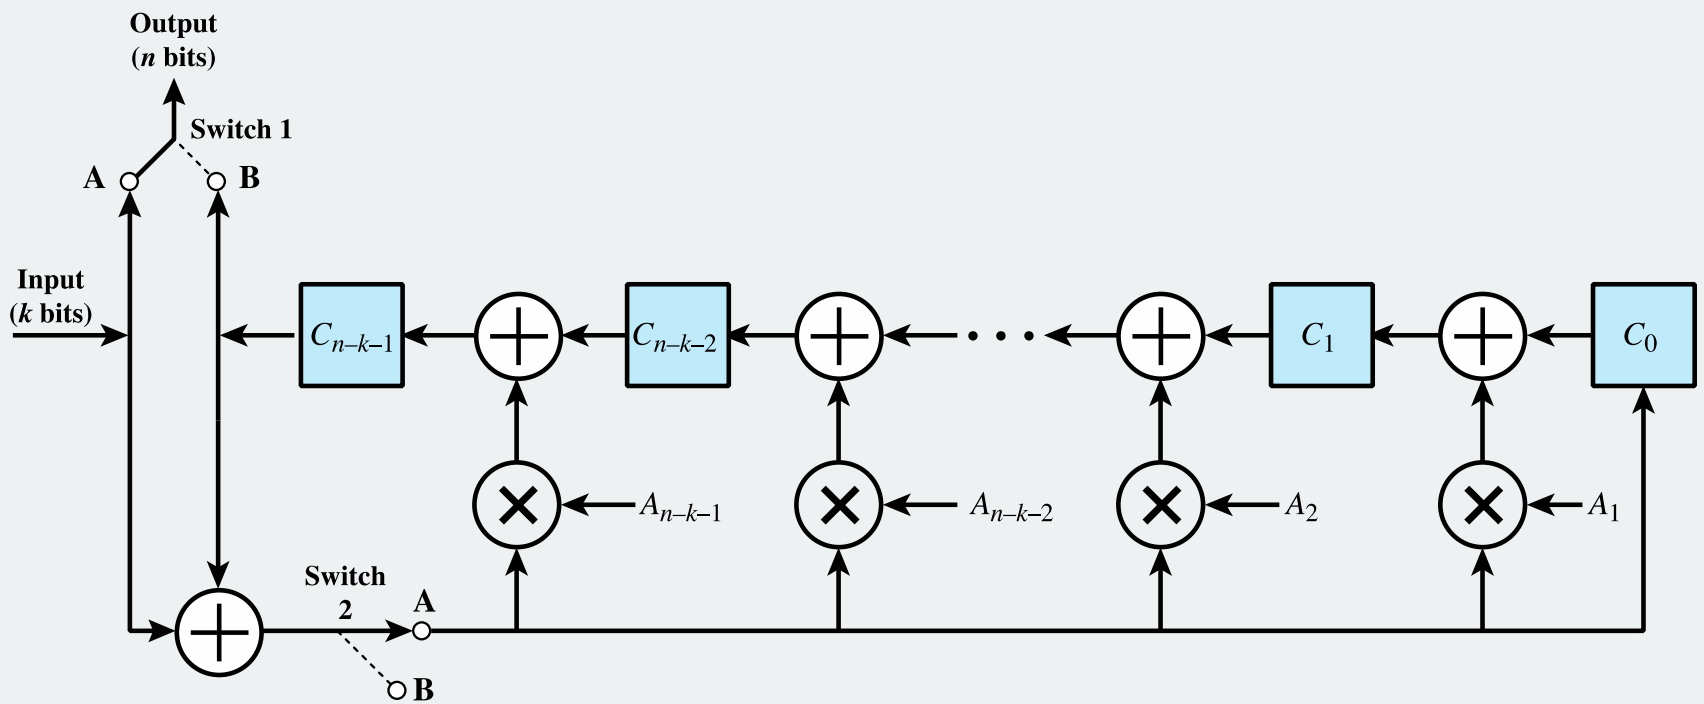 Output
(n bits)
Switch 1
A
B
Input
(k bits)
Cn–k–1
Cn–k–2
C1
C0
An–k–1
An–k–2
A2
A1
Switch
2
A
B